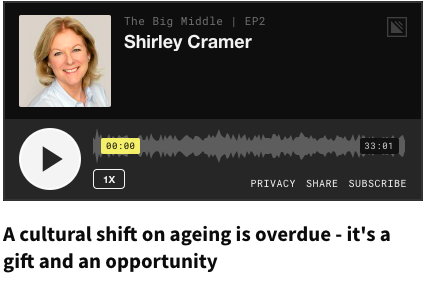 The Big Middle | EP2
Shirley Cramer
00:00
33:01
1X
PRIVACY SHARE SUBSCRIBE
A cultural shift on ageing is overdue - it's a
gift and an opportunity